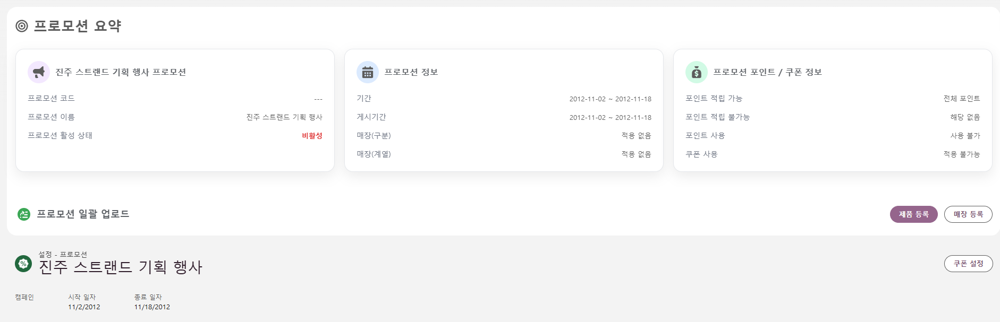 프로모션 요약
진주 스트랜드 기획 행사 프로모션
프로모션 코드 ---
프로모션 이름 진주 스트랜드 기획 행사
프로모션 활성 상태 비활성
프로모션 정보
기간 2012-11-02 ~ 2012-11-18
게시기간 2012-11-02 ~ 2012-11-18
매장(구분) 적용 없음
매장(계열) 적용 없음
프로모션 포인트 / 쿠폰 정보
포인트 적립 가능 전체 포인트
포인트 적립 불가능 해당 없음
포인트 사용 사용 불가
쿠폰 사용 적용 불가능
프로모션 일괄 업로드
제품 등록 매장 등록
설정 - 프로모션
진주 스트랜드 기획 행사
쿠폰 설정
캠페인 시작 일자 종료 일자
11/2/2012 11/18/2012